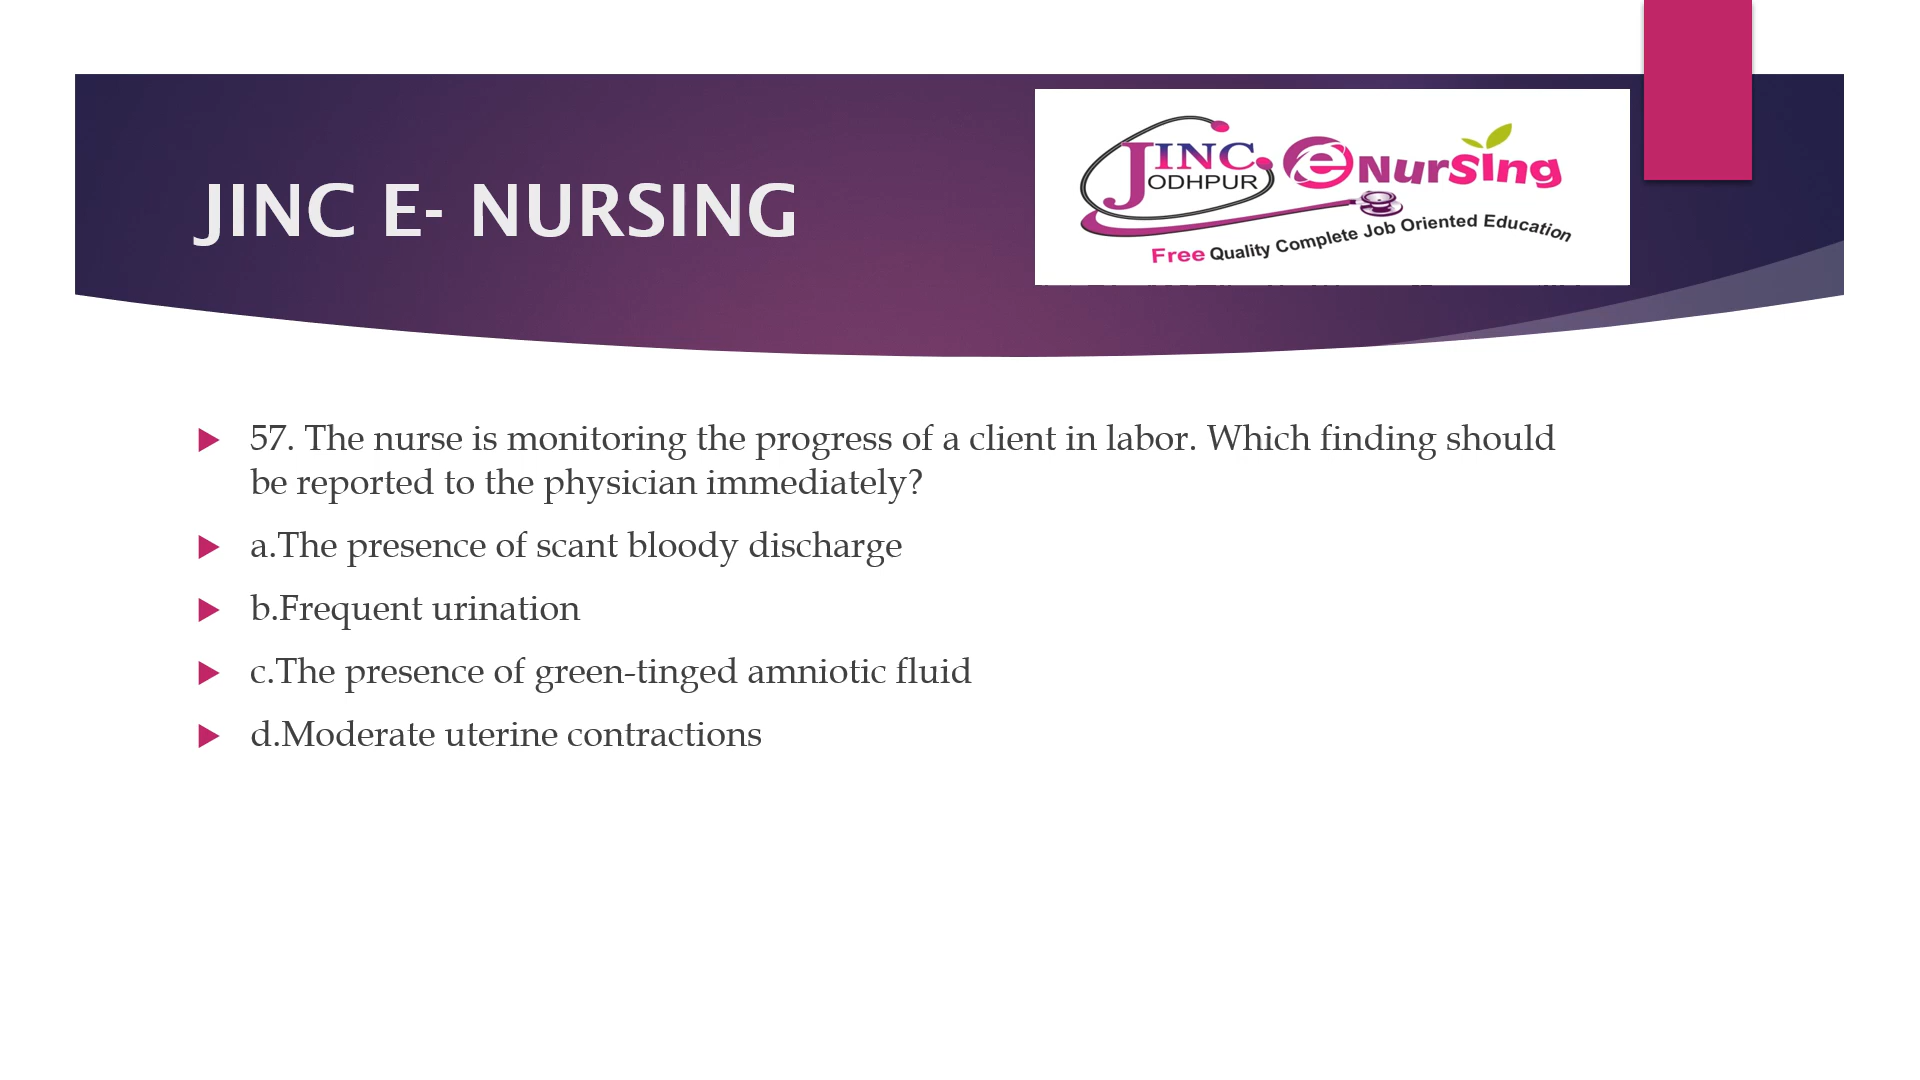 JINC E- NURSING
JINC
ODHPUR
e NurSIng
Free Quality Complete Job Oriented Education
57. The nurse is monitoring the progress of a client in labor. Which finding should
be reported to the physician immediately?
a.The presence of scant bloody discharge
b.Frequent urination
c.The presence of green-tinged amniotic fluid
d.Moderate uterine contractions